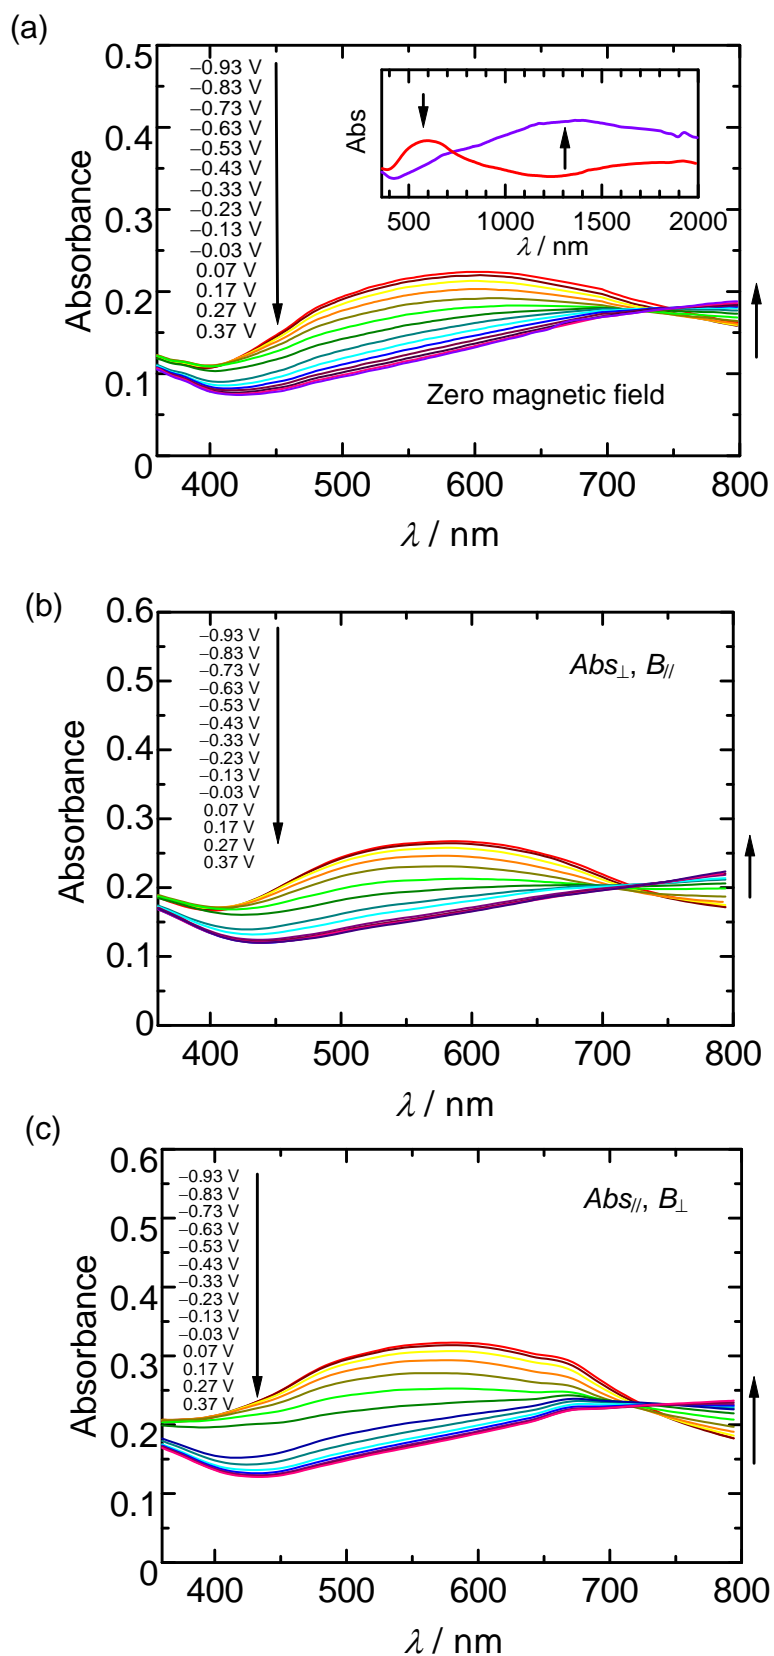 (a)
0.5
0.4
0.3
0.2
0.1
0
Absorbance
−0.93 V
−0.83 V
−0.73 V
−0.63 V
−0.53 V
−0.43 V
−0.33 V
−0.23 V
−0.13 V
−0.03 V
0.07 V
0.17 V
0.27 V
0.37 V
Abs
500 1000 1500 2000
λ / nm
Zero magnetic field
400 500 600 700 800
λ / nm
(b)
0.6
0.5
0.4
0.3
0.2
0.1
0
Absorbance
−0.93 V
−0.83 V
−0.73 V
−0.63 V
−0.53 V
−0.43 V
−0.33 V
−0.23 V
−0.13 V
−0.03 V
0.07 V
0.17 V
0.27 V
0.37 V
Abs⊥, B//
400 500 600 700 800
λ / nm
(c)
0.6
0.5
0.4
0.3
0.2
0.1
0
Absorbance
−0.93 V
−0.83 V
−0.73 V
−0.63 V
−0.53 V
−0.43 V
−0.33 V
−0.23 V
−0.13 V
−0.03 V
0.07 V
0.17 V
0.27 V
0.37 V
Abs//, B⊥
400 500 600 700 800
λ / nm